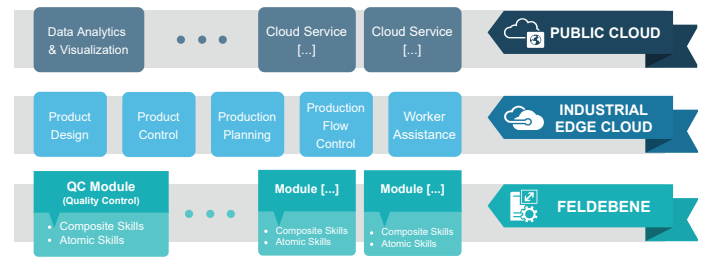 Data Analytics
& Visualization
Cloud Service
[...]
Cloud Service
[...]
PUBLIC CLOUD
Product
Design
Product
Control
Production
Planning
Production
Flow
Control
Worker
Assistance
INDUSTRIAL
EDGE CLOUD
QC Module
(Quality Control)
• Composite Skills
• Atomic Skills
Module [...]
• Composite Skills
• Atomic Skills
Module [...]
• Composite Skills
• Atomic Skills
FELDEBENE